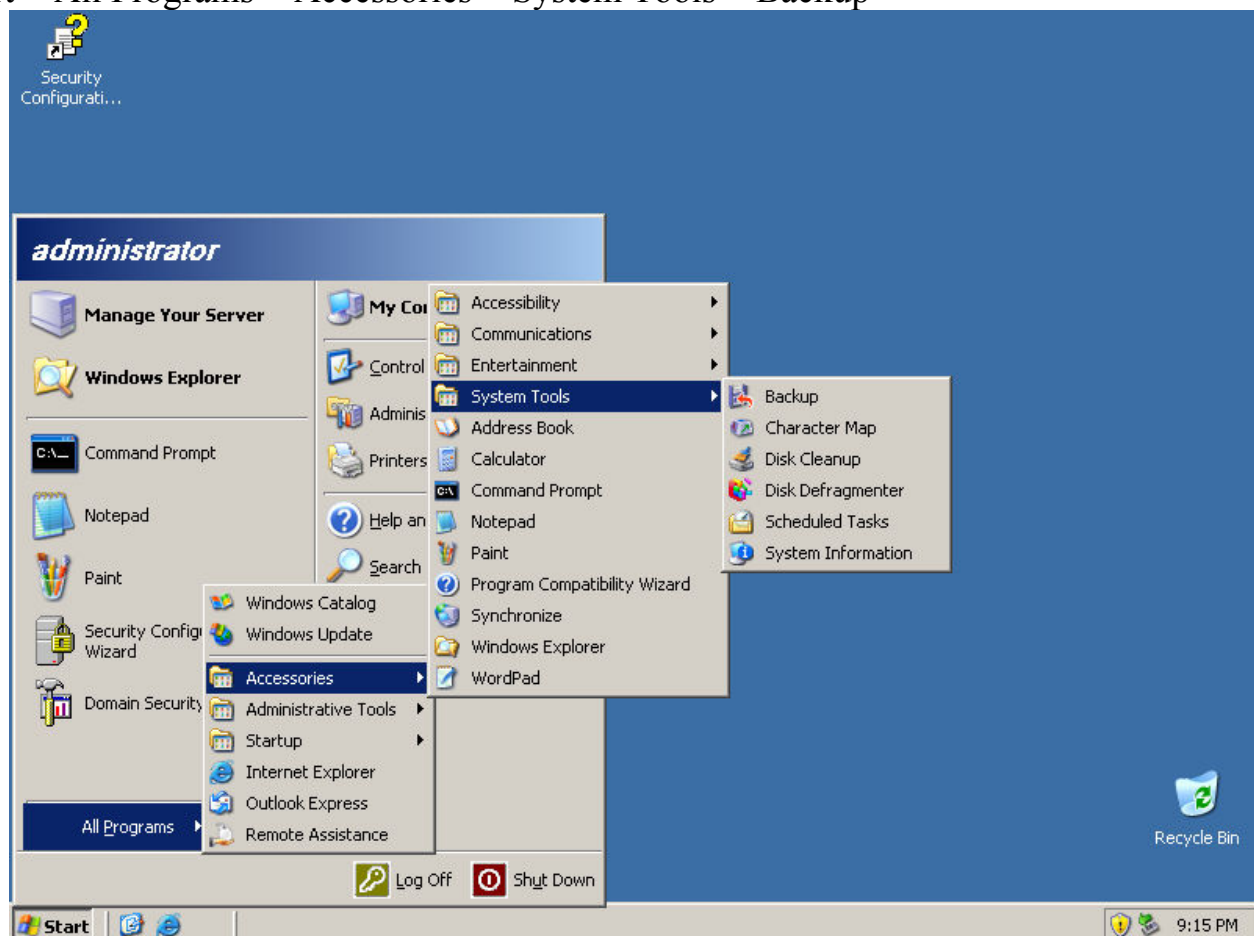 All Programs Accessories System Tools Backup
Security
Configurati...
administrator
Manage Your Server
Windows Explorer
Command Prompt
Notepad
Paint
Security Config
Wizard
Domain Security
All Programs
My Co
Control
Adminis
Printers
Help an
Search
Windows Catalog
Windows Update
Accessories
Administrative Tools
Startup
Internet Explorer
Outlook Express
Remote Assistance
Accessibility
Communications
Entertainment
System Tools
Address Book
Calculator
Command Prompt
Notepad
Paint
Program Compatibility Wizard
Synchronize
Windows Explorer
WordPad
Backup
Character Map
Disk Cleanup
Disk Defragmenter
Scheduled Tasks
System Information
Recycle Bin
Log Off
Shut Down
Start
9:15 PM